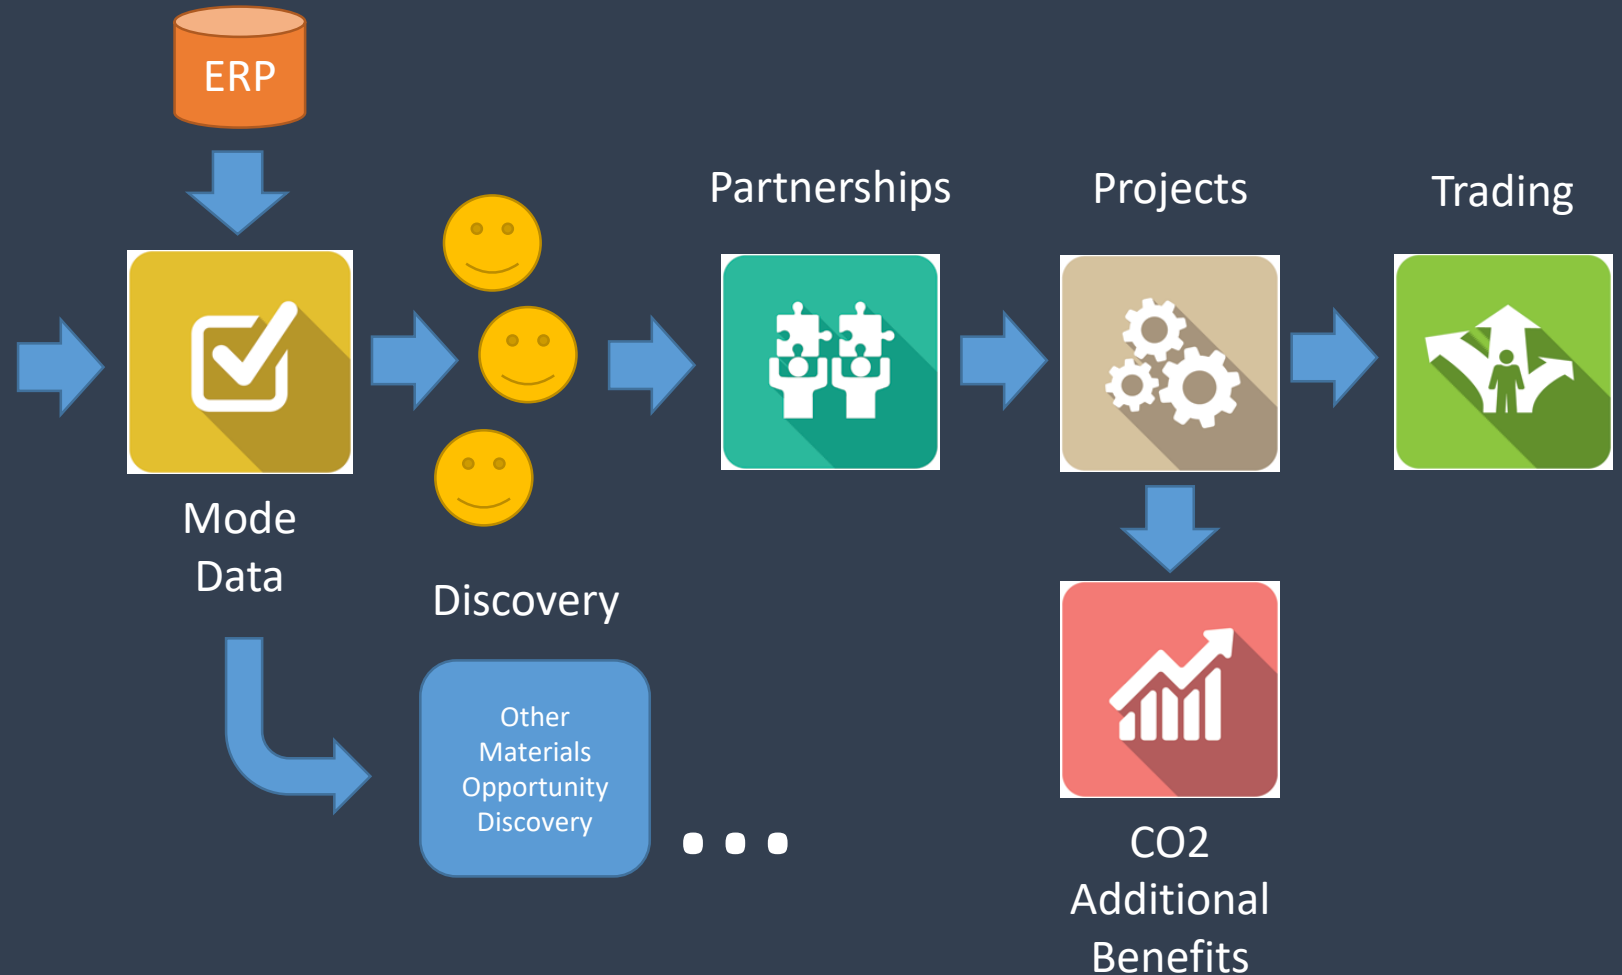 ERP
Partnerships
Projects
Trading
Mode
Data
Discovery
Other
Materials
Opportunity
Discovery
...
CO2
Additional
Benefits